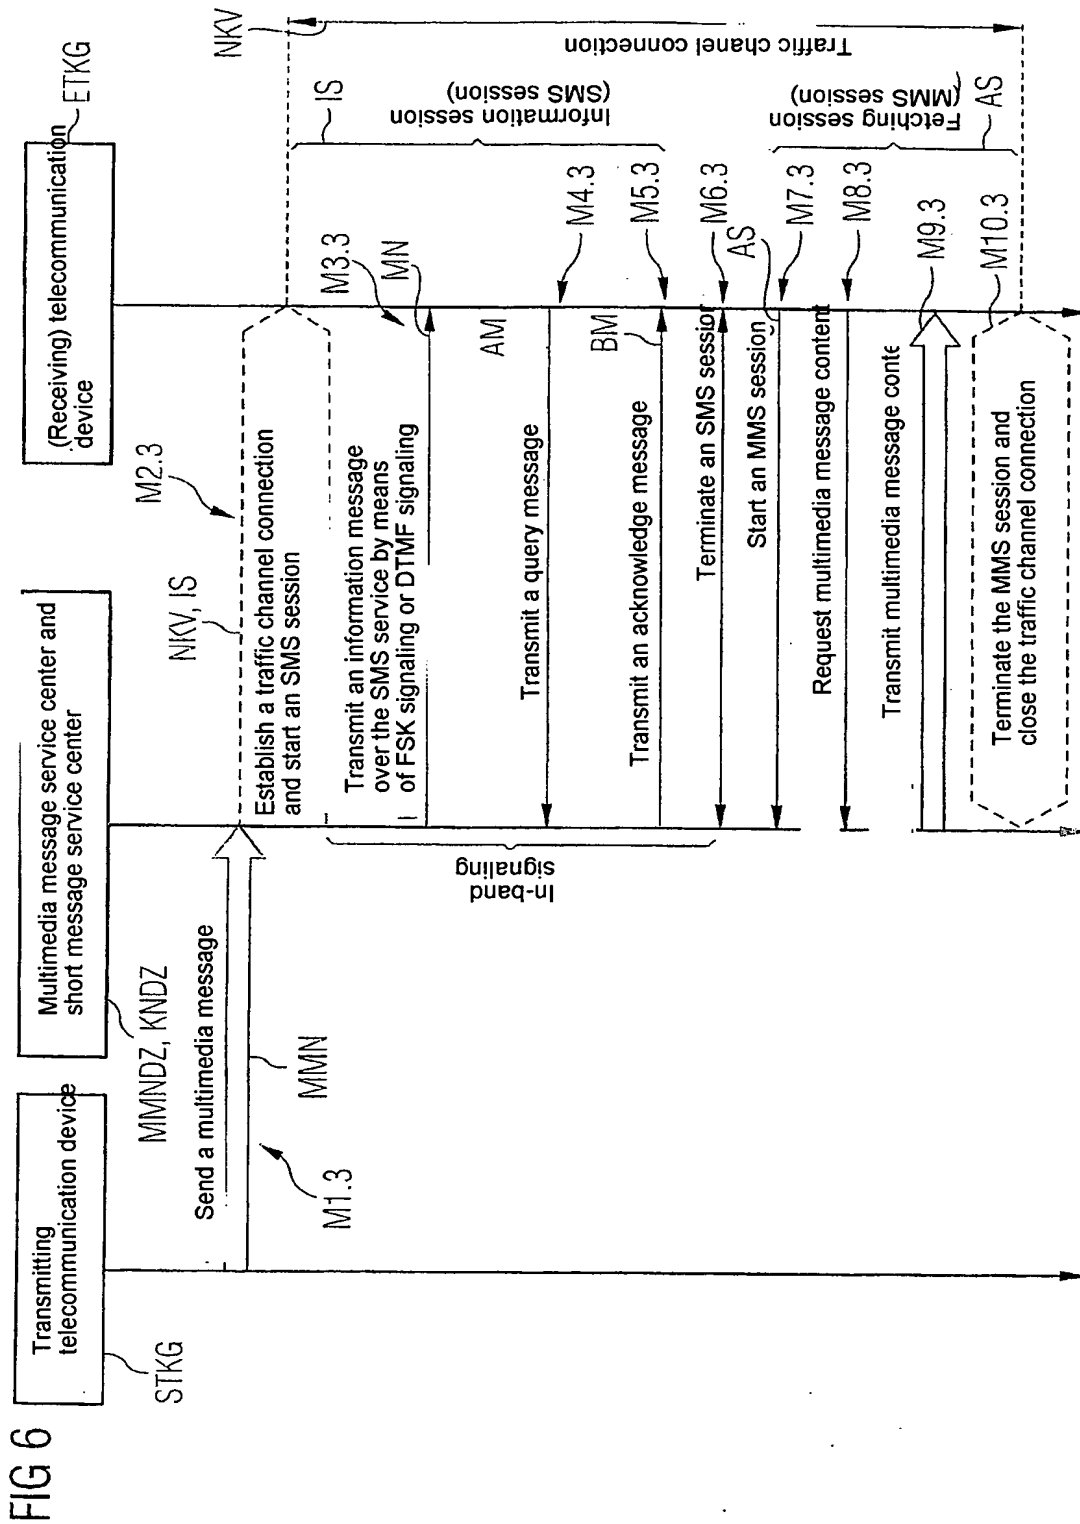 FIG 6
Transmitting
telecommunication device
STKG
Multimedia message service center and
short message service center
MMNDZ, KNDZ
(Receiving) telecommunication
device
ETKG
Send a multimedia message
MMN
M1.3
NKV, IS
M2.3
Establish a traffic channel connection
and start an SMS session
NKV
Traffic chanel connection
IS
Information session
(SMS session)
In-band
signaling
Transmit an information message
over the SMS service by means
of FSK signaling or DTMF signaling
M3.3
MN
AM
Transmit a query message
M4.3
BM
Transmit an acknowledge message
M5.3
Terminate an SMS session
M6.3
AS
Start an MMS session
M7.3
Fetching session
(MMS session)
AS
Request multimedia message content
M8.3
Transmit multimedia message conte
M9.3
Terminate the MMS session and
close the traffic channel connection
M10.3